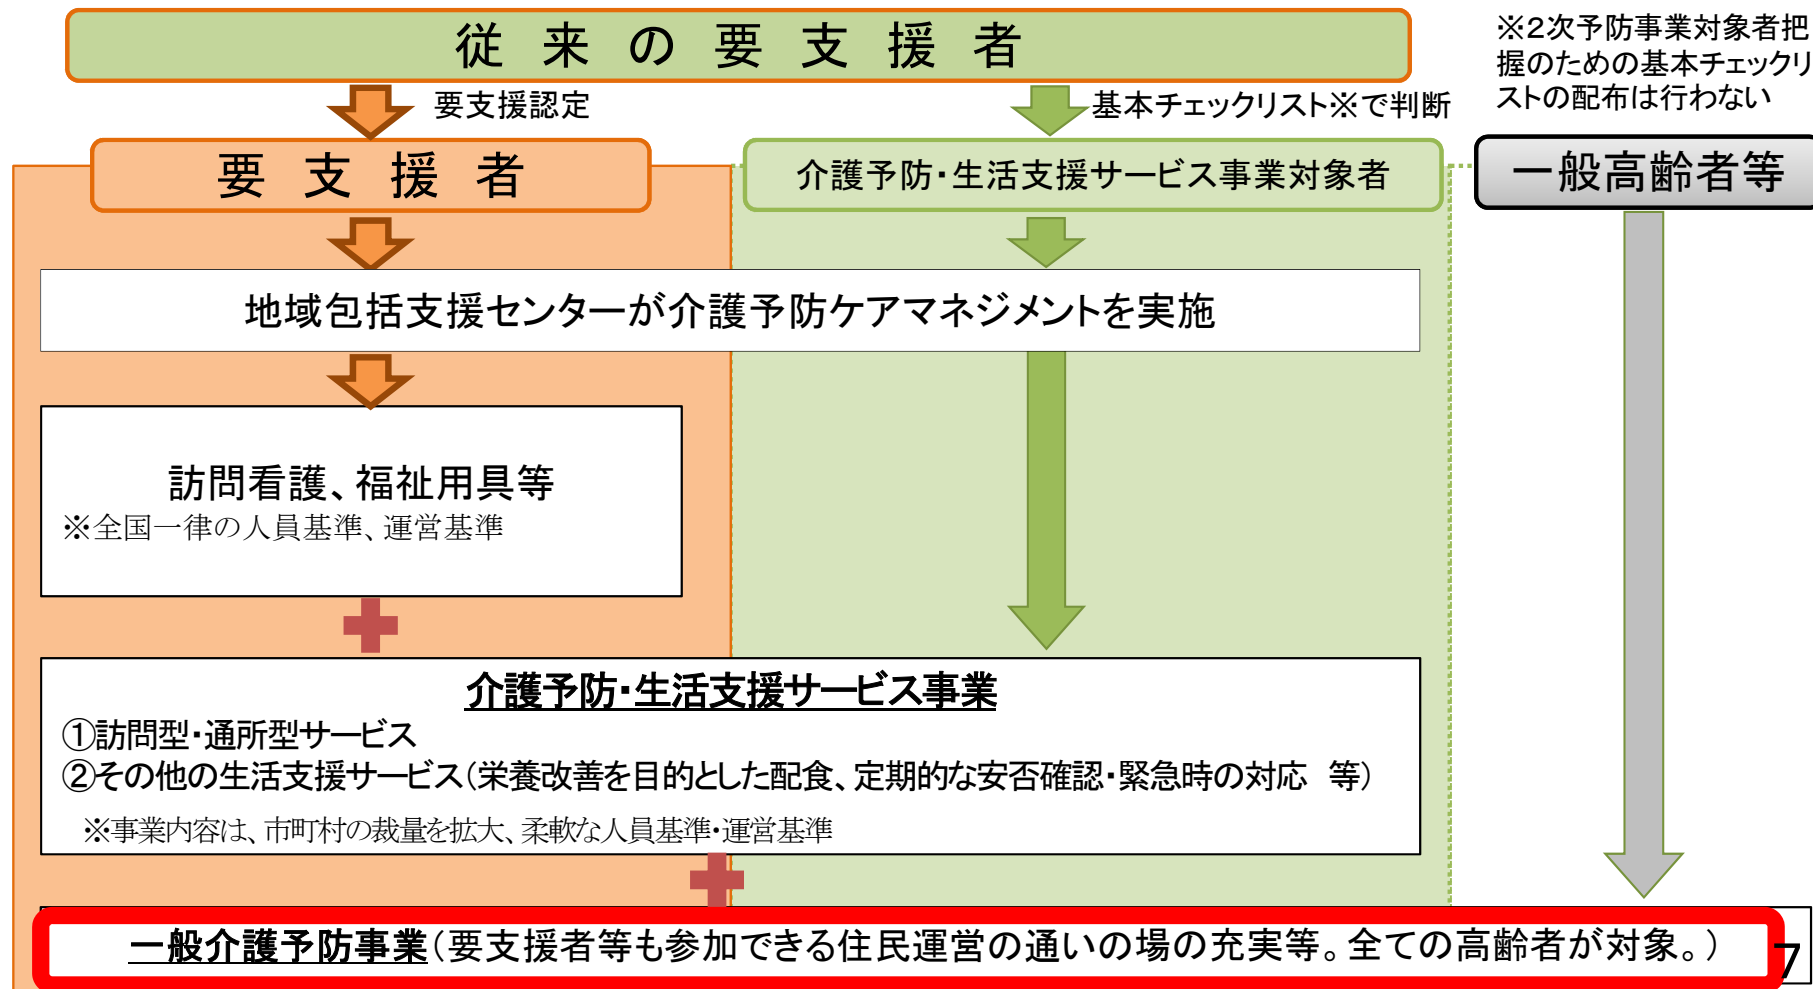 従来の要支援者
※2次予防事業対象者把
握のための基本チェックリ
ストの配布は行わない
要支援認定
基本チェックリスト※で判断
要支援者
介護予防・生活支援サービス事業対象者
一般高齢者等
地域包括支援センターが介護予防ケアマネジメントを実施
訪問看護、福祉用具等
※全国一律の人員基準、運営基準
介護予防・生活支援サービス事業
①訪問型・通所型サービス
②その他の生活支援サービス(栄養改善を目的とした配食、定期的な安否確認・緊急時の対応 等)
※事業内容は、市町村の裁量を拡大、柔軟な人員基準・運営基準
一般介護予防事業(要支援者等も参加できる住民運営の通いの場の充実等。全ての高齢者が対象。)
7